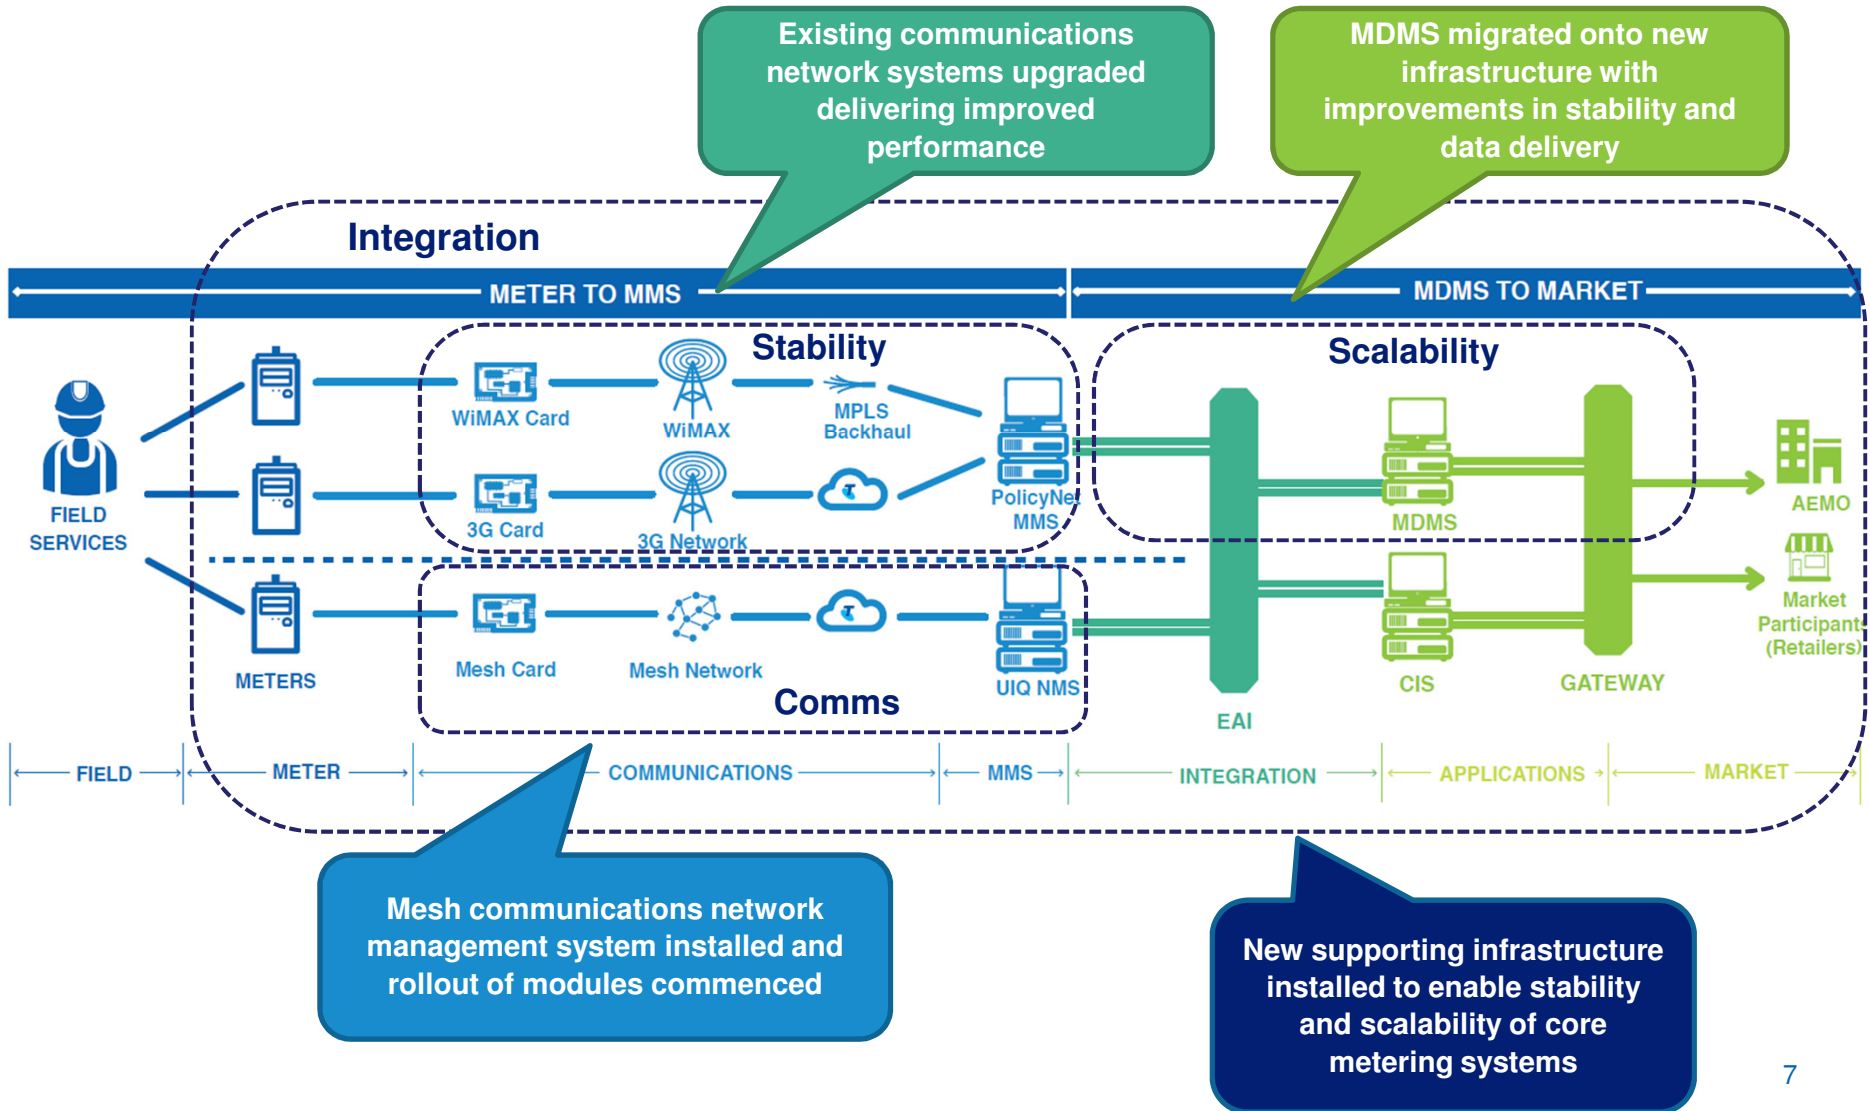 Existing communications
network systems upgraded
delivering improved
performance
MDMS migrated onto new
infrastructure with
improvements in stability and
data delivery
Integration
METER TO MMS
MDMS TO MARKET
Stability
Scalability
WiMAX Card
WiMAX
MPLS
Backhaul
PolicyNet
MMS
3G Card
3G Network
FIELD
SERVICES
MDMS
AEMO
Mesh Card
Mesh Network
UIQ NMS
Comms
METERS
EAI
CIS
GATEWAY
Market
Participants
(Retailers)
FIELD
METER
COMMUNICATIONS
MMS
INTEGRATION
APPLICATIONS
MARKET
Mesh communications network
management system installed and
rollout of modules commenced
New supporting infrastructure
installed to enable stability
and scalability of core
metering systems
7